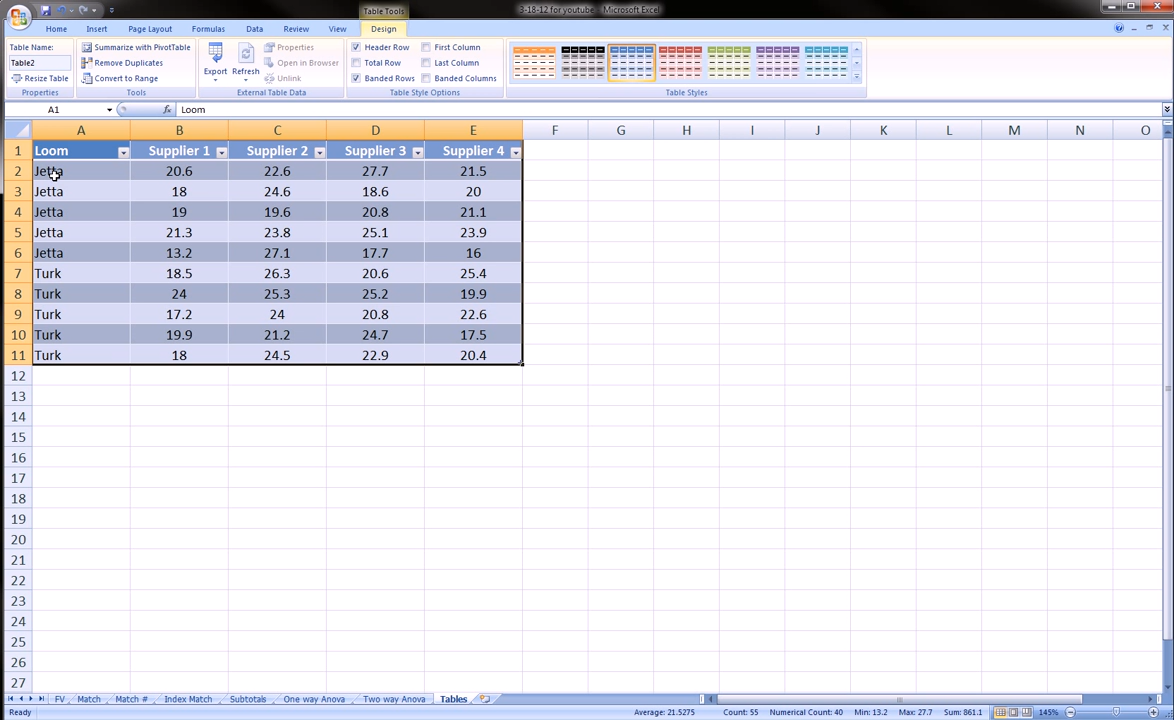 Table Tools
3-18-12 for youtube - Microsoft Excel
Home Insert Page Layout Formulas Data Review View Design
Table Name:
Table2
Resize Table
Properties
Summarize with PivotTable
Remove Duplicates
Convert to Range
Tools
Export Refresh
Properties
Open in Browser
Unlink
External Table Data
Header Row First Column
Total Row Last Column
Banded Rows Banded Columns
Table Style Options
Table Styles
A1 fx Loom
A B C D E F G H I J K L M N O
1 Loom Supplier 1 Supplier 2 Supplier 3 Supplier 4
2 Jetta 20.6 22.6 27.7 21.5
3 Jetta 18 24.6 18.6 20
4 Jetta 19 19.6 20.8 21.1
5 Jetta 21.3 23.8 25.1 23.9
6 Jetta 13.2 27.1 17.7 16
7 Turk 18.5 26.3 20.6 25.4
8 Turk 24 25.3 25.2 19.9
9 Turk 17.2 24 20.8 22.6
10 Turk 19.9 21.2 24.7 17.5
11 Turk 18 24.5 22.9 20.4
12
13
14
15
16
17
18
19
20
21
22
23
24
25
26
27
FV Match Match # Index Match Subtotals One way Anova Two way Anova Tables
Ready Average: 21.5275 Count: 55 Numerical Count: 40 Min: 13.2 Max: 27.7 Sum: 861.1 145%